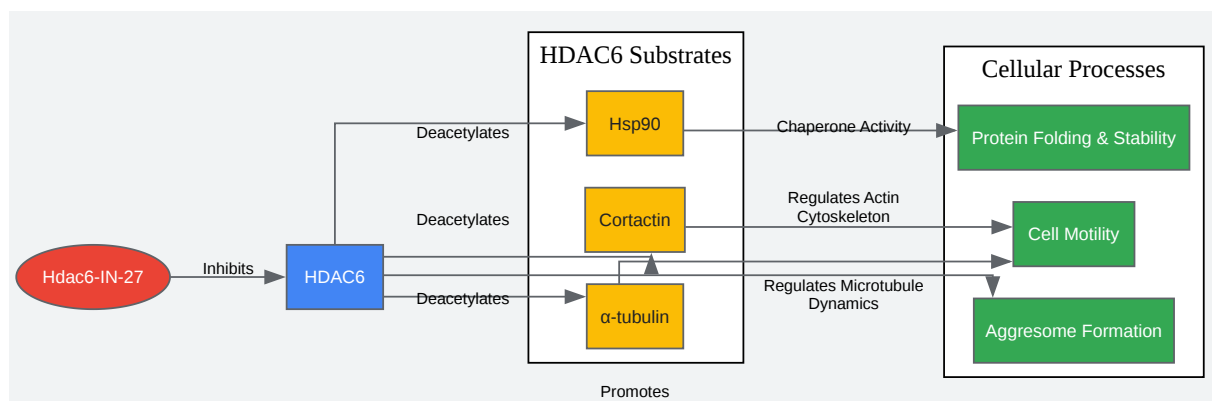 HDAC6 Substrates
Cellular Processes
Hsp90
Deacetylates
Chaperone Activity
Protein Folding & Stability
Deacetylates
Cortactin
Regulates Actin
Cytoskeleton
Cell Motility
Hdac6-IN-27
Inhibits
HDAC6
Deacetylates
α-tubulin
Regulates Microtubule
Dynamics
Aggresome Formation
Promotes